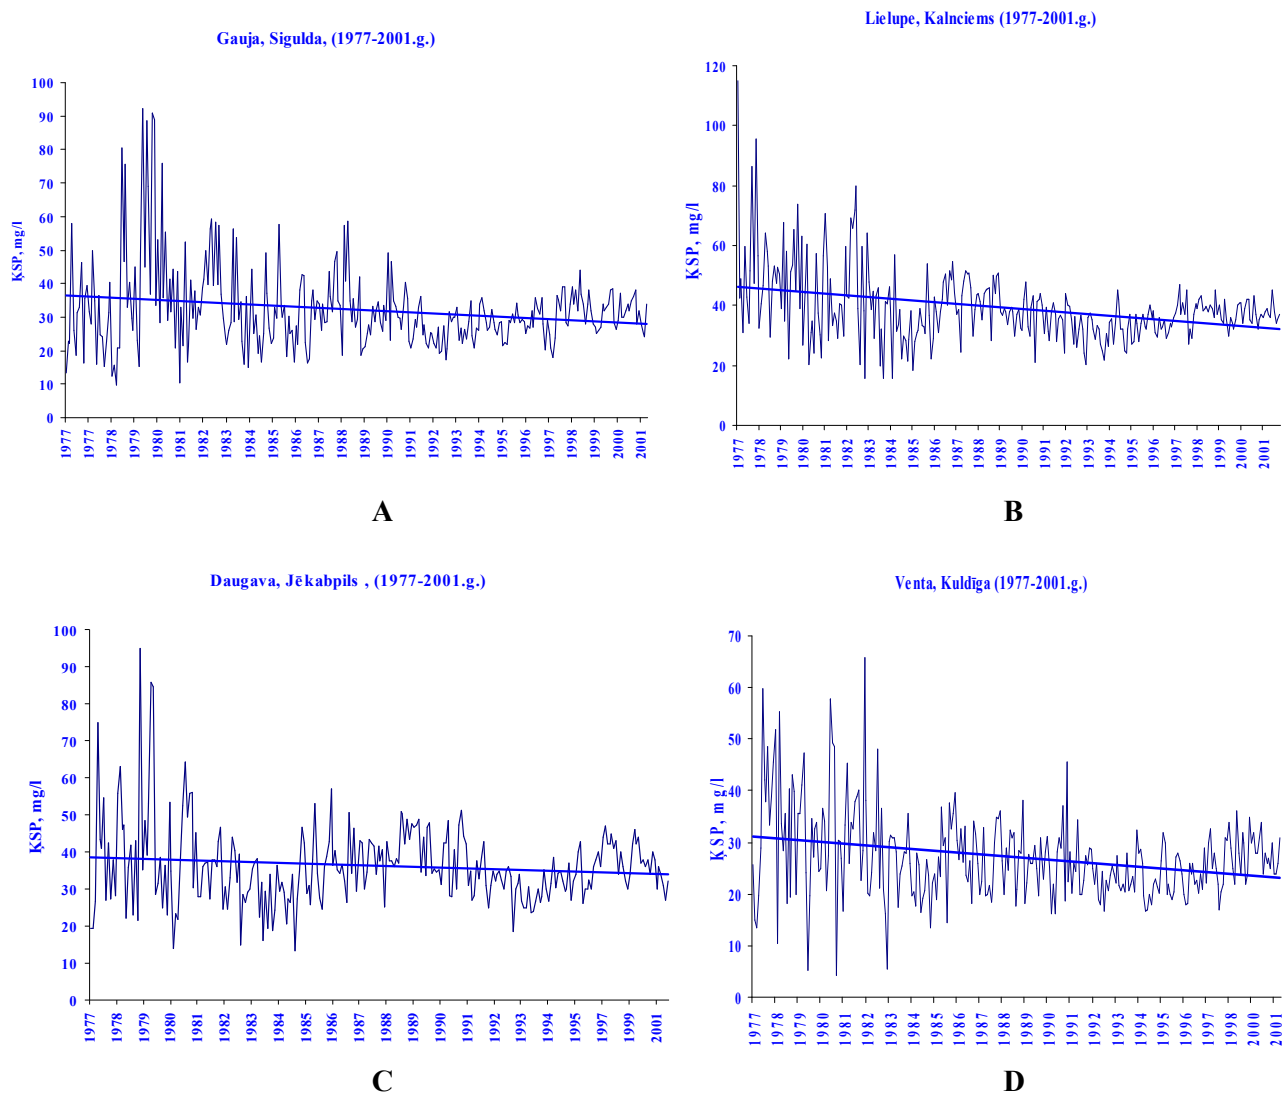 Gauja, Sigulda, (1977-2001.g.)
ĶSP, mg/l
100
90
80
70
60
50
40
30
20
10
0
1977 1977 1978 1979 1980 1981 1982 1983 1984 1985 1986 1987 1988 1989 1990 1991 1992 1993 1994 1995 1996 1997 1998 1999 2000 2001
A
Lielupe, Kalnciems (1977-2001.g.)
ĶSP, mg/l
120
100
80
60
40
20
0
1977 1978 1979 1980 1981 1982 1983 1984 1985 1986 1987 1988 1989 1990 1991 1992 1993 1994 1995 1996 1997 1998 1999 2000 2001
B
Daugava, Jēkabpils , (1977-2001.g.)
ĶSP, mg/l
100
90
80
70
60
50
40
30
20
10
0
1977 1978 1979 1980 1981 1982 1983 1984 1985 1986 1987 1988 1989 1990 1991 1992 1993 1994 1995 1997 1999 2001
C
Venta, Kuldīga (1977-2001.g.)
ĶSP, mg/l
70
60
50
40
30
20
10
0
1977 1978 1979 1980 1981 1982 1983 1984 1985 1986 1987 1988 1989 1990 1991 1992 1993 1994 1995 1996 1997 1998 2000 2001
D